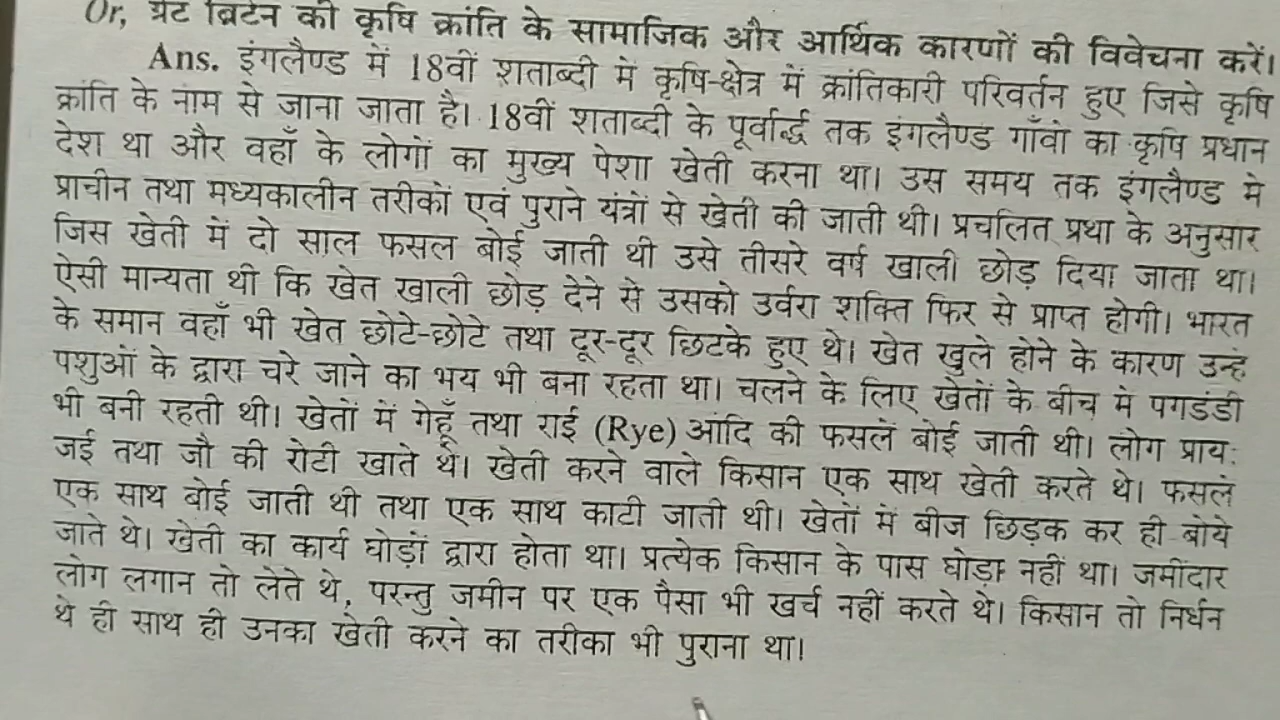 Or, ग्रेट ब्रिटेन की कृषि क्रांति के सामाजिक और आर्थिक कारणों की विवेचना करें।
Ans. इंगलैण्ड में 18वीं शताब्दी में कृषि-क्षेत्र में क्रांतिकारी परिवर्तन हुए जिसे कृषि
क्रांति के नाम से जाना जाता है। 18वीं शताब्दी के पूर्वार्द्ध तक इंगलैण्ड गाँवों का कृषि प्रधान
देश था और वहाँ के लोगों का मुख्य पेशा खेती करना था। उस समय तक इंगलैण्ड में
प्राचीन तथा मध्यकालीन तरीकों एवं पुराने यंत्रों से खेती की जाती थी। प्रचलित प्रथा के अनुसार
जिस खेती में दो साल फसल बोई जाती थी उसे तीसरे वर्ष खाली छोड़ दिया जाता था।
ऐसी मान्यता थी कि खेत खाली छोड़ देने से उसको उर्वरा शक्ति फिर से प्राप्त होगी। भारत
के समान वहाँ भी खेत छोटे-छोटे तथा दूर-दूर छिटके हुए थे। खेत खुले होने के कारण उन्हें
पशुओं के द्वारा चरे जाने का भय भी बना रहता था। चलने के लिए खेतों के बीच में पगडंडी
भी बनी रहती थी। खेतों में गेहूँ तथा राई (Rye) आदि की फसलें बोई जाती थी। लोग प्राय:
जई तथा जौ की रोटी खाते थे। खेती करने वाले किसान एक साथ खेती करते थे। फसलें
एक साथ बोई जाती थी तथा एक साथ काटी जाती थी। खेतों में बीज छिड़क कर ही बोये
जाते थे। खेती का कार्य घोड़ों द्वारा होता था। प्रत्येक किसान के पास घोड़ा नहीं था। जमींदार
लोग लगान तो लेते थे, परन्तु जमीन पर एक पैसा भी खर्च नहीं करते थे। किसान तो निर्धन
थे ही साथ ही उनका खेती करने का तरीका भी पुराना था।